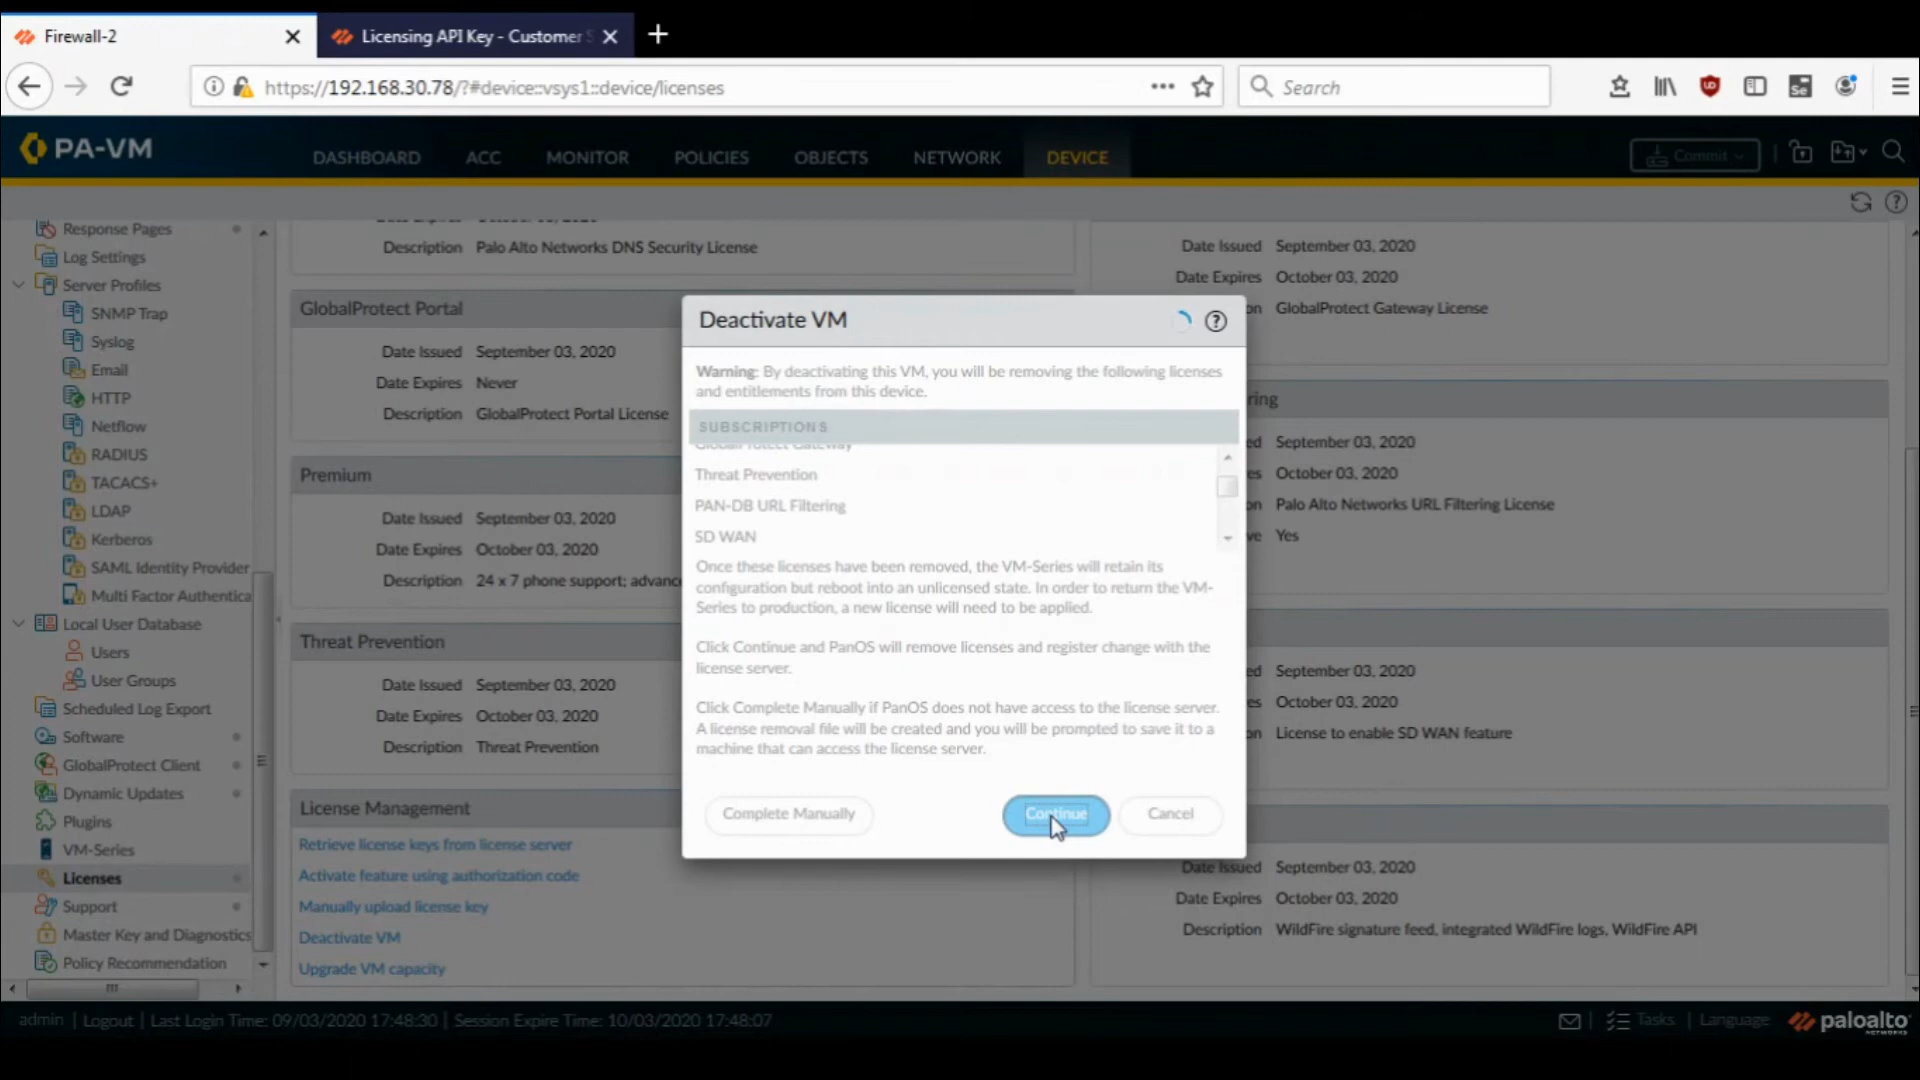 Firewall-2
Licensing API Key - Customer S
https://192.168.30.78/?#device::vsys1::device/licenses
Search
PA-VM
DASHBOARD
ACC
MONITOR
POLICIES
OBJECTS
NETWORK
DEVICE
Commit
Response Pages
Log Settings
Server Profiles
SNMP Trap
Syslog
Email
HTTP
Netflow
RADIUS
TACACS+
LDAP
Kerberos
SAML Identity Provider
Multi Factor Authentica
Local User Database
Users
User Groups
Scheduled Log Export
Software
GlobalProtect Client
Dynamic Updates
Plugins
VM-Series
Licenses
Support
Master Key and Diagnostics
Policy Recommendation
Description Palo Alto Networks DNS Security License
GlobalProtect Portal
Date Issued September 03, 2020
Date Expires Never
Description GlobalProtect Portal License
Premium
Date Issued September 03, 2020
Date Expires October 03, 2020
Description 24 x 7 phone support; advanc
Threat Prevention
Date Issued September 03, 2020
Date Expires October 03, 2020
Description Threat Prevention
License Management
Retrieve license keys from license server
Activate feature using authorization code
Manually upload license key
Deactivate VM
Upgrade VM capacity
Deactivate VM
Warning: By deactivating this VM, you will be removing the following licenses
and entitlements from this device.
SUBSCRIPTIONS
GlobalProtect Gateway
Threat Prevention
PAN-DB URL Filtering
SD WAN
Once these licenses have been removed, the VM-Series will retain its
configuration but reboot into an unlicensed state. In order to return the VM-
Series to production, a new license will need to be applied.
Click Continue and PanOS will remove licenses and register change with the
license server.
Click Complete Manually if PanOS does not have access to the license server.
A license removal file will be created and you will be prompted to save it to a
machine that can access the license server.
Complete Manually
Continue
Cancel
Date Issued September 03, 2020
Date Expires October 03, 2020
on GlobalProtect Gateway License
ring
ed September 03, 2020
es October 03, 2020
on Palo Alto Networks URL Filtering License
ve Yes
ed September 03, 2020
es October 03, 2020
on License to enable SD WAN feature
Date Issued September 03, 2020
Date Expires October 03, 2020
Description WildFire signature feed, integrated WildFire logs, WildFire API
admin | Logout | Last Login Time: 09/03/2020 17:48:30 | Session Expire Time: 10/03/2020 17:48:07
Tasks | Language
paloalto
NETWORKS